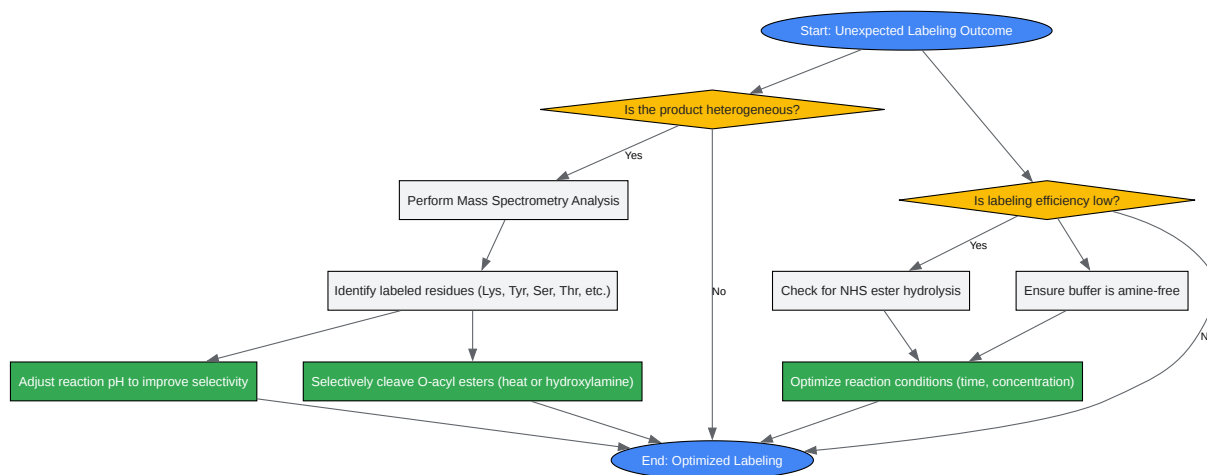 Start: Unexpected Labeling Outcome
Is the product heterogeneous?
Yes
Perform Mass Spectrometry Analysis
Is labeling efficiency low?
Yes
Identify labeled residues (Lys, Tyr, Ser, Thr, etc.)
No
Check for NHS ester hydrolysis
Ensure buffer is amine-free
N
Adjust reaction pH to improve selectivity
Selectively cleave O-acyl esters (heat or hydroxylamine)
Optimize reaction conditions (time, concentration)
End: Optimized Labeling